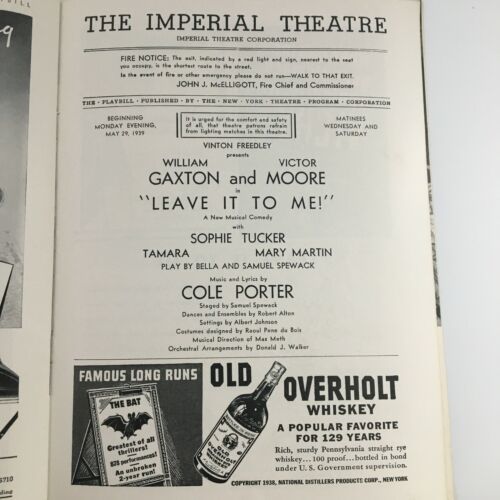 THE IMPERIAL THEATRE
IMPERIAL THEATRE CORPORATION
FIRE NOTICE: The exit, indicated by a red light and sign, nearest to the seat
you occupy, is the shortest route to the street.
In the event of fire or other emergency please do not run—WALK TO THAT EXIT.
JOHN J. McELLIGOTT, Fire Chief and Commissioner
THE • PLAYBILL • PUBLISHED • BY • THE • NEW • YORK • THEATRE • PROGRAM • CORPORATION
BEGINNING
MONDAY EVENING,
MAY 29, 1939
It is urged for the comfort and safety
of all, that theatre patrons refrain
from lighting matches in this theatre.
MATINEES
WEDNESDAY AND
SATURDAY
VINTON FREEDLEY
presents
WILLIAM VICTOR
GAXTON and MOORE
in
"LEAVE IT TO ME!"
A New Musical Comedy
with
SOPHIE TUCKER
TAMARA MARY MARTIN
PLAY BY BELLA AND SAMUEL SPEWACK
Music and Lyrics by
COLE PORTER
Staged by Samuel Spewack
Dances and Ensembles by Robert Alton
Settings by Albert Johnson
Costumes designed by Raoul Pene du Bois
Musical Direction of Max Meth
Orchestral Arrangements by Donald J. Walker
FAMOUS LONG RUNS
THE BAT
Greatest of all
thrillers!
878 performances!
An unbroken
2-year run!
OLD OVERHOLT
WHISKEY
A POPULAR FAVORITE
FOR 129 YEARS
Rich, sturdy Pennsylvania straight rye
whiskey... 100 proof... bottled in bond
under U. S. Government supervision.
COPYRIGHT 1938, NATIONAL DISTILLERS PRODUCTS CORP., NEW YORK
OLD
OVERHOLT